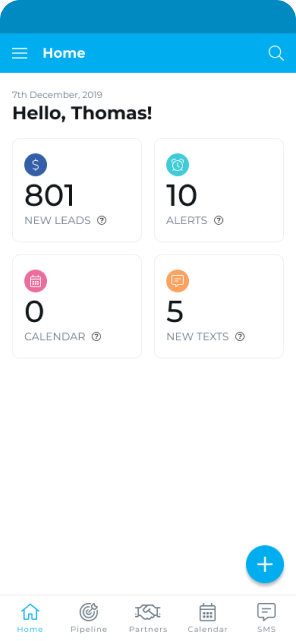 Home
7th December, 2019
Hello, Thomas!
801
NEW LEADS ?
10
ALERTS ?
0
CALENDAR ?
5
NEW TEXTS ?
Home Pipeline Partners Calendar SMS